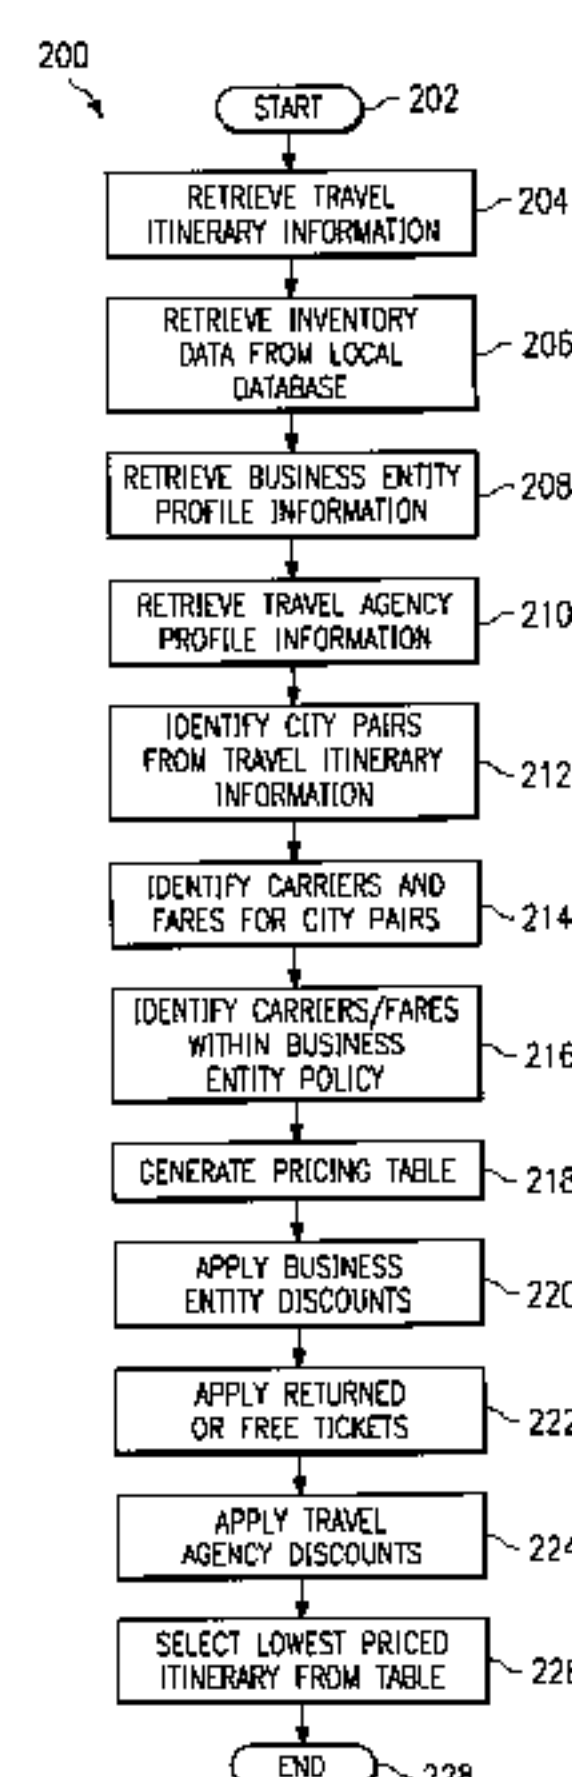 200
START
202
RETRIEVE TRAVEL
ITINERARY INFORMATION
204
RETRIEVE INVENTORY
DATA FROM LOCAL
DATABASE
206
RETRIEVE BUSINESS ENTITY
PROFILE INFORMATION
208
RETRIEVE TRAVEL AGENCY
PROFILE INFORMATION
210
IDENTIFY CITY PAIRS
FROM TRAVEL ITINERARY
INFORMATION
212
IDENTIFY CARRIERS AND
FARES FOR CITY PAIRS
214
IDENTIFY CARRIERS/FARES
WITHIN BUSINESS
ENTITY POLICY
216
GENERATE PRICING TABLE
218
APPLY BUSINESS
ENTITY DISCOUNTS
220
APPLY RETURNED
OR FREE TICKETS
222
APPLY TRAVEL
AGENCY DISCOUNTS
224
SELECT LOWEST PRICED
ITINERARY FROM TABLE
226
END
228